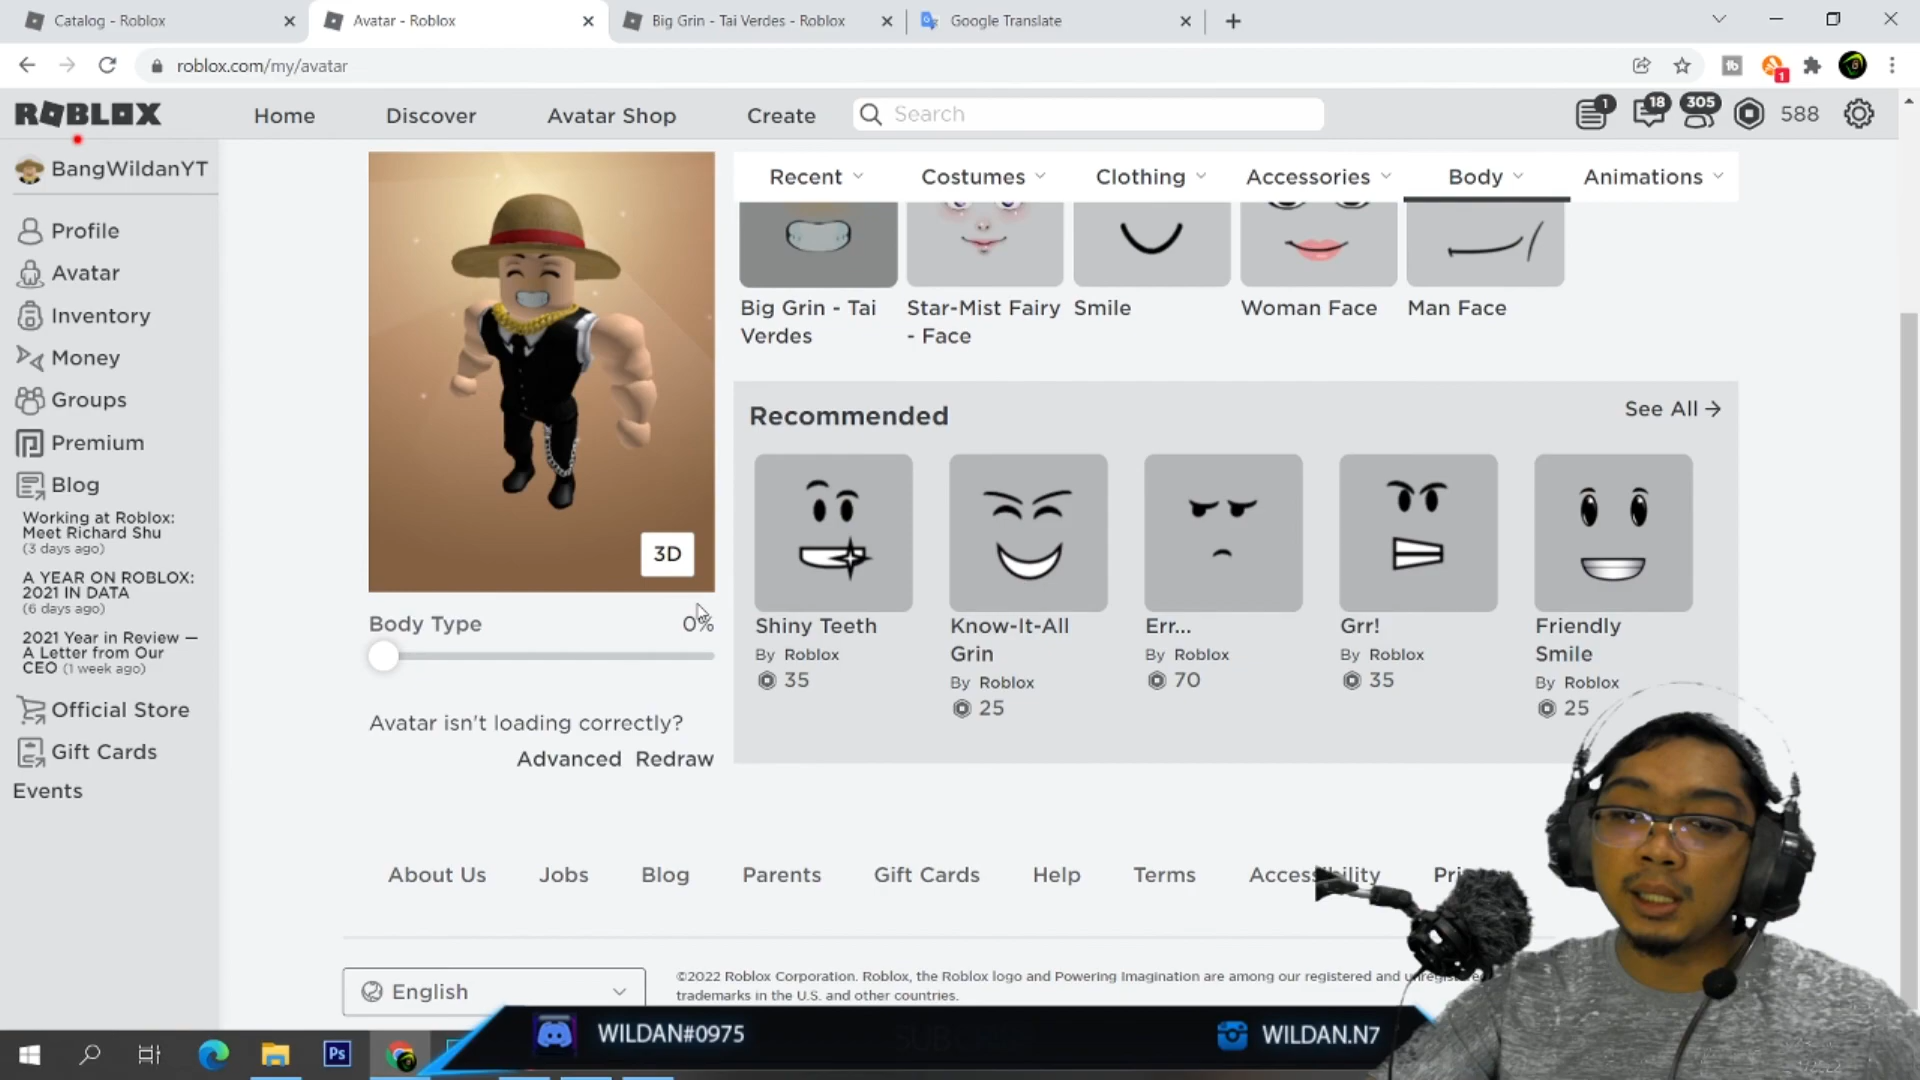 Catalog - Roblox
Avatar - Roblox
Big Grin - Tai Verdes - Roblox
Google Translate
roblox.com/my/avatar
1
ROBLOX
Home
Discover
Avatar Shop
Create
Search
1
18
305
588
BangWildanYT
Profile
Avatar
Inventory
Money
Groups
Premium
Blog
Working at Roblox:
Meet Richard Shu
(3 days ago)
A YEAR ON ROBLOX:
2021 IN DATA
(6 days ago)
2021 Year in Review —
A Letter from Our
CEO (1 week ago)
Official Store
Gift Cards
Events
3D
Body Type
0%
Avatar isn't loading correctly?
Advanced
Redraw
Recent
Costumes
Clothing
Accessories
Body
Animations
Big Grin - Tai
Verdes
Star-Mist Fairy
- Face
Smile
Woman Face
Man Face
Recommended
See All
Shiny Teeth
By Roblox
35
Know-It-All
Grin
By Roblox
25
Err...
By Roblox
70
Grr!
By Roblox
35
Friendly
Smile
By Roblox
25
About Us
Jobs
Blog
Parents
Gift Cards
Help
Terms
English
©2022 Roblox Corporation. Roblox, the Roblox logo and Powering Imagination are among our registered and
trademarks in the U.S. and other countries.
Ps
WILDAN#0975
WILDAN.N7